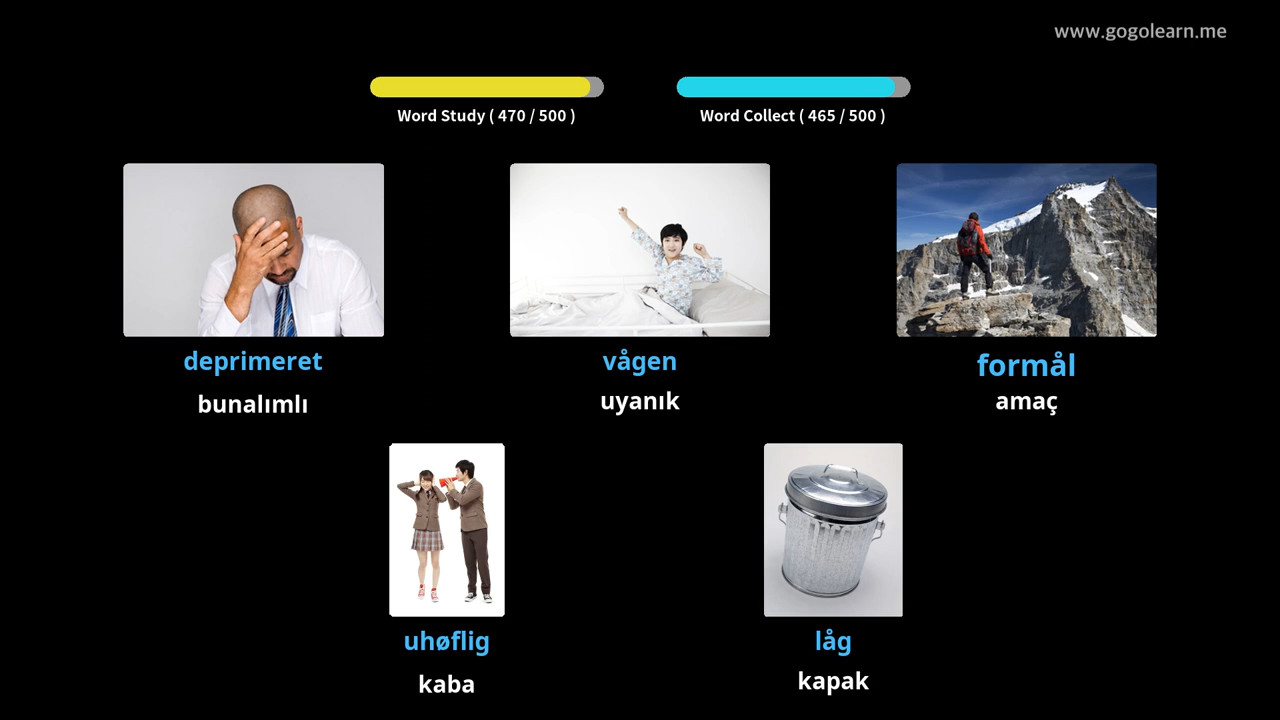 www.gogolearn.me
Word Study ( 470 / 500 )
Word Collect ( 465 / 500 )
deprimeret
bunalımlı
vågen
uyanık
formål
amaç
uhøflig
kaba
låg
kapak